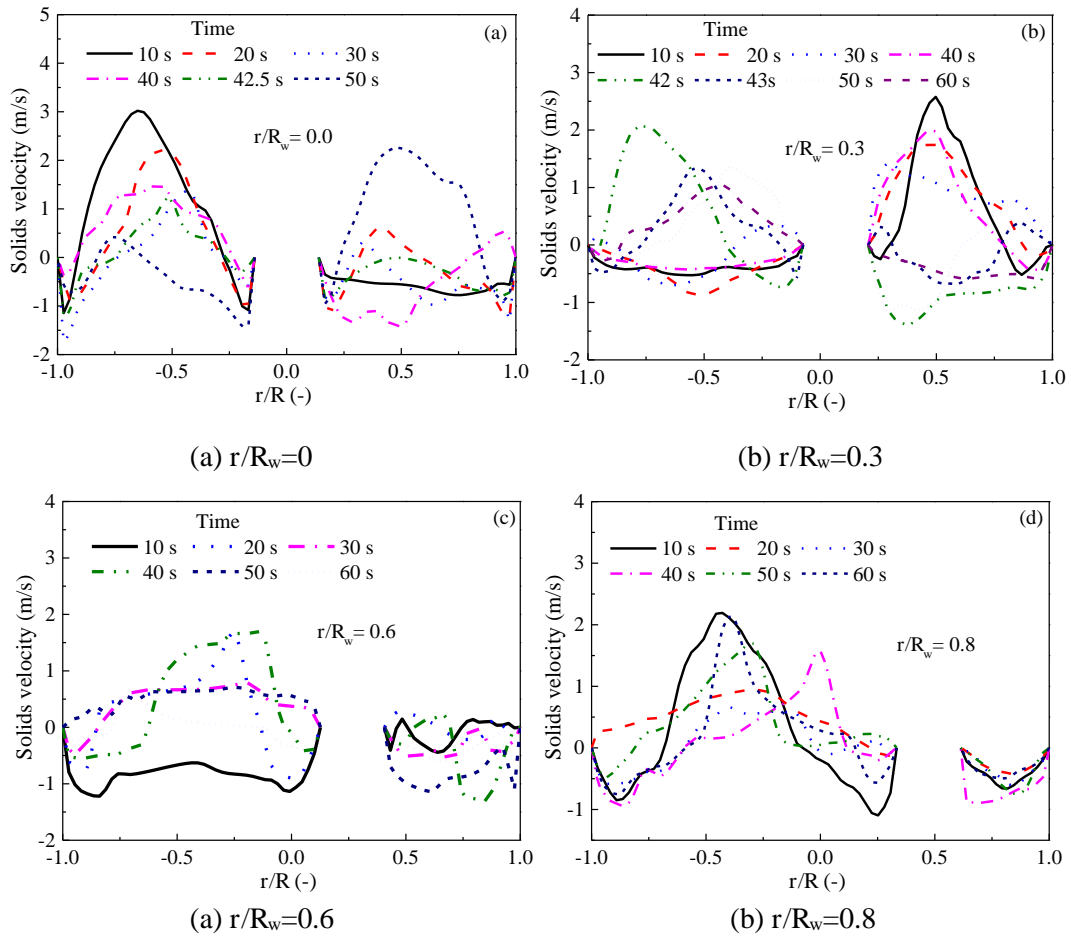 Time
(a)
10 s 20 s 30 s
40 s 42.5 s 50 s
r/Rw= 0.0
Solids velocity (m/s)
5
4
3
2
1
0
-1
-2
-1.0 -0.5 0.0 0.5 1.0
r/R (-)
(a) r/Rw=0
Time
(b)
10 s 20 s 30 s 40 s
42 s 43s 50 s 60 s
r/Rw= 0.3
Solids velocity (m/s)
4
3
2
1
0
-1
-2
-1.0 -0.5 0.0 0.5 1.0
r/R (-)
(b) r/Rw=0.3
Time
(c)
10 s 20 s 30 s
40 s 50 s 60 s
r/Rw= 0.6
Solids velocity (m/s)
4
3
2
1
0
-1
-2
-1.0 -0.5 0.0 0.5 1.0
r/R (-)
(a) r/Rw=0.6
Time
(d)
10 s 20 s 30 s
40 s 50 s 60 s
r/Rw= 0.8
Solids velocity (m/s)
4
3
2
1
0
-1
-1.0 -0.5 0.0 0.5 1.0
r/R (-)
(b) r/Rw=0.8